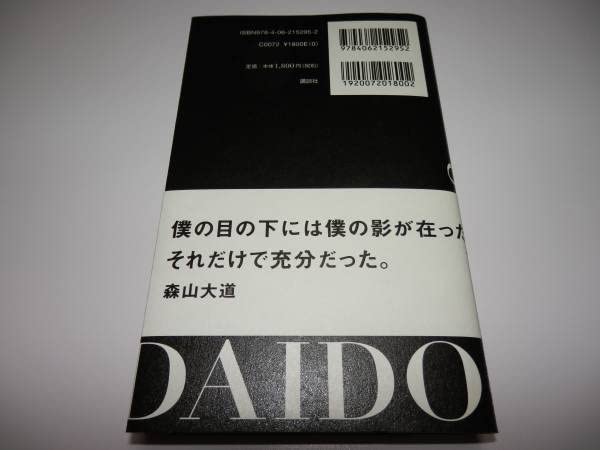 ISBN978-4-06-215295-2
C0072 ¥1800E(0)
定価：本体1,800円(税別)
講談社
9784062152952
1920072018002
僕の目の下には僕の影が在った
それだけで充分だった。
森山大道
DAIDO